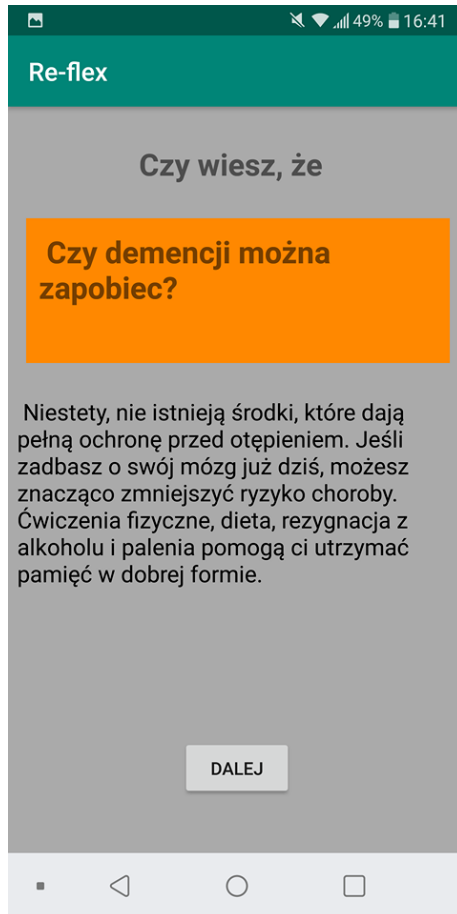 49% 16:41
Re-flex
Czy wiesz, że
Czy demencji można
zapobiec?
Niestety, nie istnieją środki, które dają
pełną ochronę przed otępieniem. Jeśli
zadbasz o swój mózg już dziś, możesz
znacząco zmniejszyć ryzyko choroby.
Ćwiczenia fizyczne, dieta, rezygnacja z
alkoholu i palenia pomogą ci utrzymać
pamięć w dobrej formie.
DALEJ